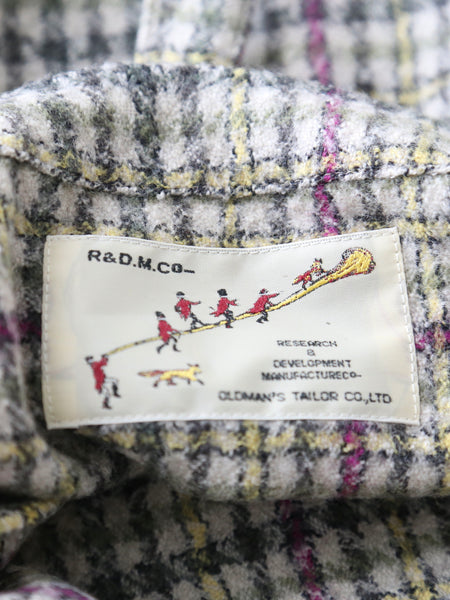 R&D.M.CO-
RESEARCH
&
DEVELOPMENT
MANUFACTURECO-
OLDMAN'S TAILOR CO.,LTD